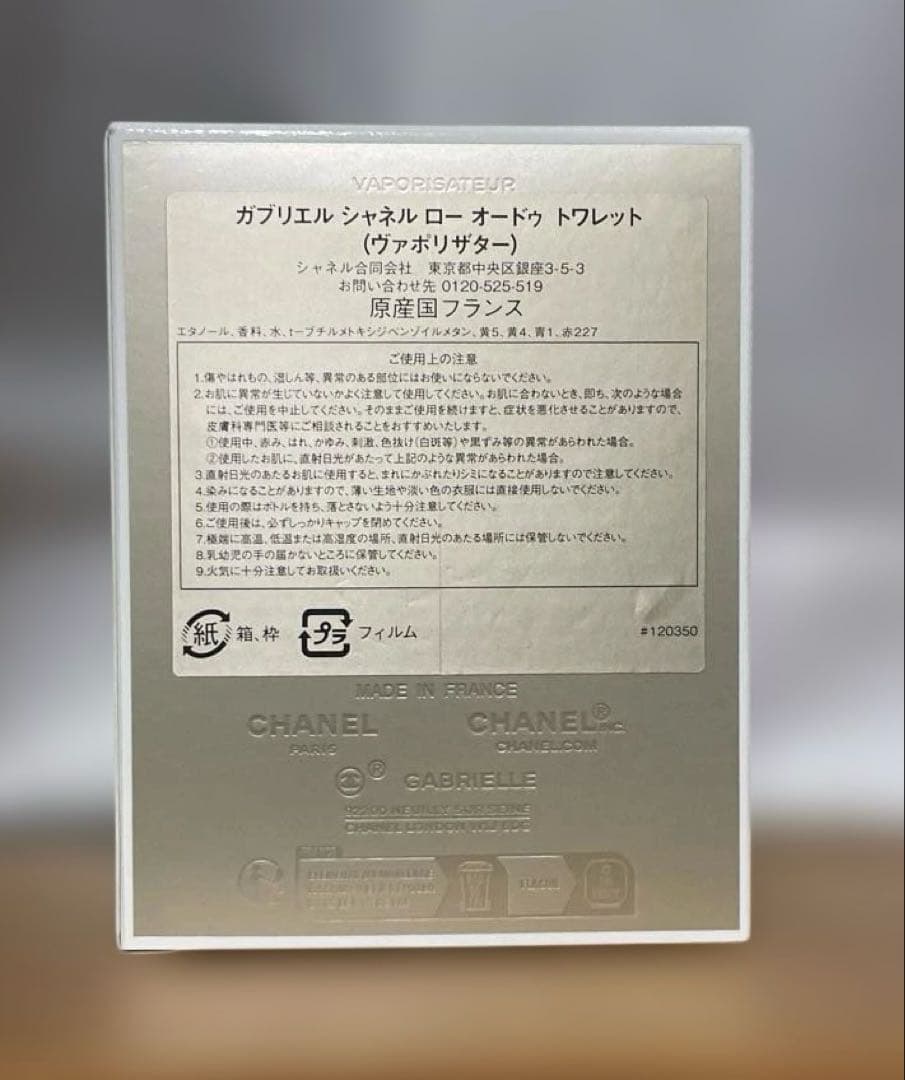 VAPORISATEUR
ガブリエル シャネル ロー オードゥ トワレット
(ヴァポリザター)
シャネル合同会社 東京都中央区銀座3-5-3
お問い合わせ先 0120-525-519
原産国フランス
エタノール、香料、水、t-ブチルメトキシジベンゾイルメタン、黄5、黄4、青1、赤227
ご使用上の注意
1.傷やはれもの、湿しん等、異常のある部位にはお使いにならないでください。
2.お肌に異常が生じていないかよく注意して使用してください。お肌に合わないとき、即ち、次のような場合
には、ご使用を中止してください。そのままご使用を続けますと、症状を悪化させることがありますので、
皮膚科専門医等にご相談されることをおすすめいたします。
①使用中、赤み、はれ、かゆみ、刺激、色抜け(白斑等)や黒ずみ等の異常があらわれた場合。
②使用したお肌に、直射日光があたって上記のような異常があらわれた場合。
3.直射日光のあたるお肌に使用すると、まれにかぶれたりシミになることがありますので注意してください。
4.染みになることがありますので、薄い生地や淡い色の衣服には直接使用しないでください。
5.使用の際はボトルを持ち、落とさないよう十分注意してください。
6.ご使用後は、必ずしっかりキャップを閉めてください。
7.極端に高温、低温または高湿度の場所、直射日光のあたる場所には保管しないでください。
8.乳幼児の手の届かないところに保管してください。
9.火気に十分注意してお取扱いください。
紙 箱、枠 プラ フィルム #120350
MADE IN FRANCE
CHANEL CHANEL® INC.
PARIS CHANEL.COM
® GABRIELLE
92200 NEUILLY SUR SEINE
CHANEL LONDON
FLACON